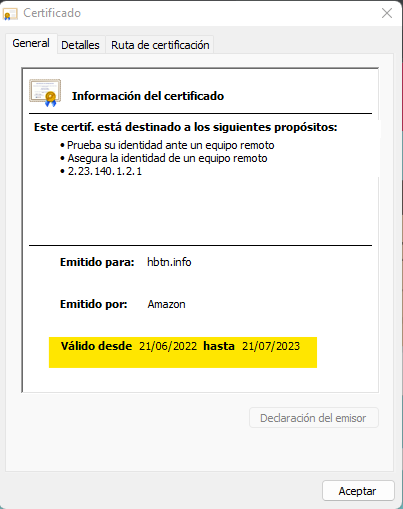 Certificado
General Detalles Ruta de certificación
Información del certificado
Este certif. está destinado a los siguientes propósitos:
• Prueba su identidad ante un equipo remoto
• Asegura la identidad de un equipo remoto
• 2.23.140.1.2.1
Emitido para: hbtn.info
Emitido por: Amazon
Válido desde 21/06/2022 hasta 21/07/2023
Declaración del emisor
Aceptar